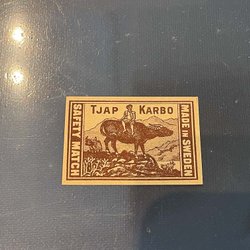 TJAP KARBO
SAFETY MATCH
MADE IN SWEDEN